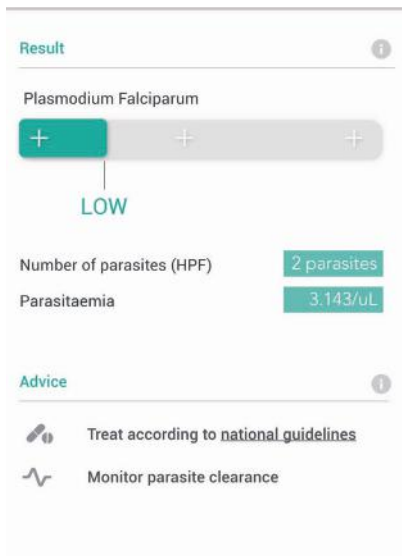 Result
Plasmodium Falciparum
+ + +
LOW
Number of parasites (HPF) 2 parasites
Parasitaemia 3.143/uL
Advice
Treat according to national guidelines
Monitor parasite clearance